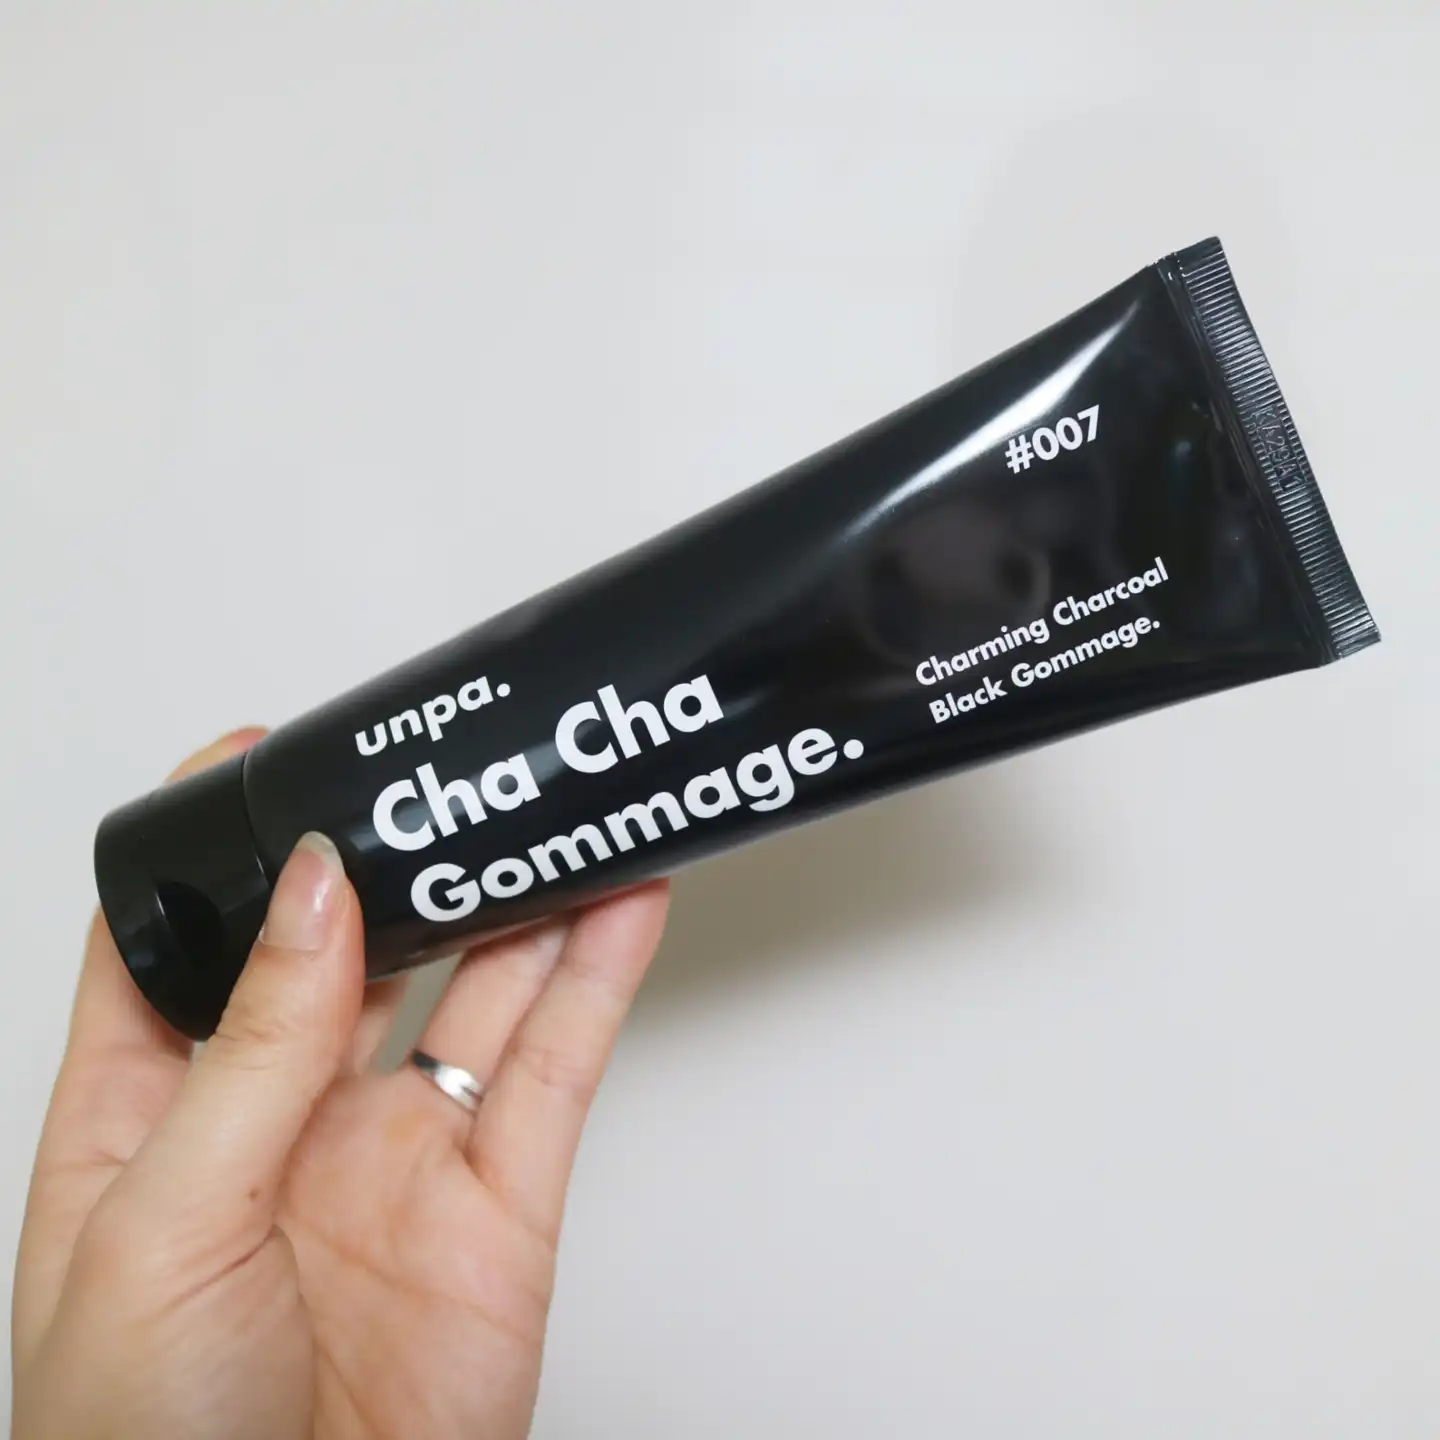 #007
unpa.
Cha Cha
Gommage.
Charming Charcoal
Black Gommage.